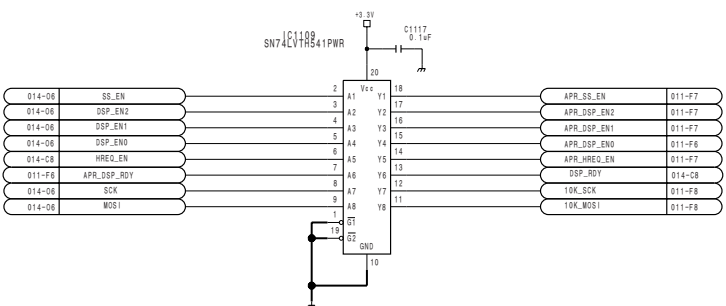 +3.3V
C1117
0.1uF
IC1109
SN74LVTH541PWR
20
Vcc
014-06 SS_EN 2 A1 Y1 18 APR_SS_EN 011-F7
014-06 DSP_EN2 3 A2 Y2 17 APR_DSP_EN2 011-F7
014-06 DSP_EN1 4 A3 Y3 16 APR_DSP_EN1 011-F7
014-06 DSP_EN0 5 A4 Y4 15 APR_DSP_EN0 011-F6
014-C8 HREQ_EN 6 A5 Y5 14 APR_HREQ_EN 011-F7
011-F6 APR_DSP_RDY 7 A6 Y6 13 DSP_RDY 014-C8
014-06 SCK 8 A7 Y7 12 10K_SCK 011-F8
014-06 MOSI 9 A8 Y8 11 10K_MOSI 011-F8
1 G1
19 G2
GND
10